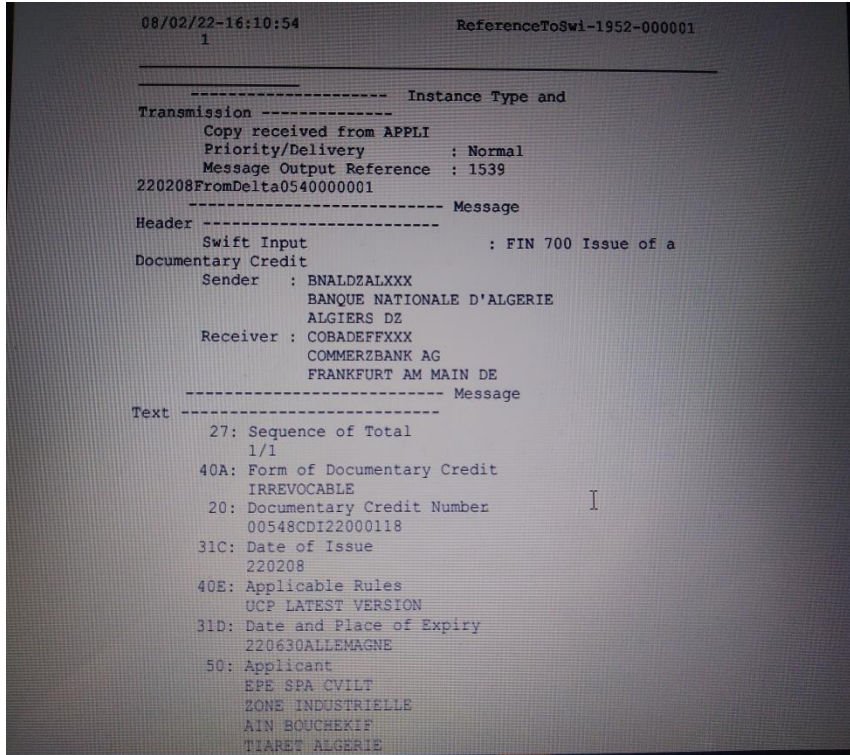 08/02/22-16:10:54 ReferenceToSwi-1952-000001
1
--------------------- Instance Type and
Transmission --------------
Copy received from APPLI
Priority/Delivery : Normal
Message Output Reference : 1539
220208FromDelta0540000001
--------------------------- Message
Header -------------------------
Swift Input : FIN 700 Issue of a
Documentary Credit
Sender : BNALDZALXXX
BANQUE NATIONALE D'ALGERIE
ALGIERS DZ
Receiver : COBADEFFXXX
COMMERZBANK AG
FRANKFURT AM MAIN DE
--------------------------- Message
Text ---------------------------
27: Sequence of Total
1/1
40A: Form of Documentary Credit
IRREVOCABLE
20: Documentary Credit Number
00548CDI22000118
31C: Date of Issue
220208
40E: Applicable Rules
UCP LATEST VERSION
31D: Date and Place of Expiry
220630ALLEMAGNE
50: Applicant
EPE SPA CVILT
ZONE INDUSTRIELLE
AIN BOUCHEKIF
TIARET ALGERIE